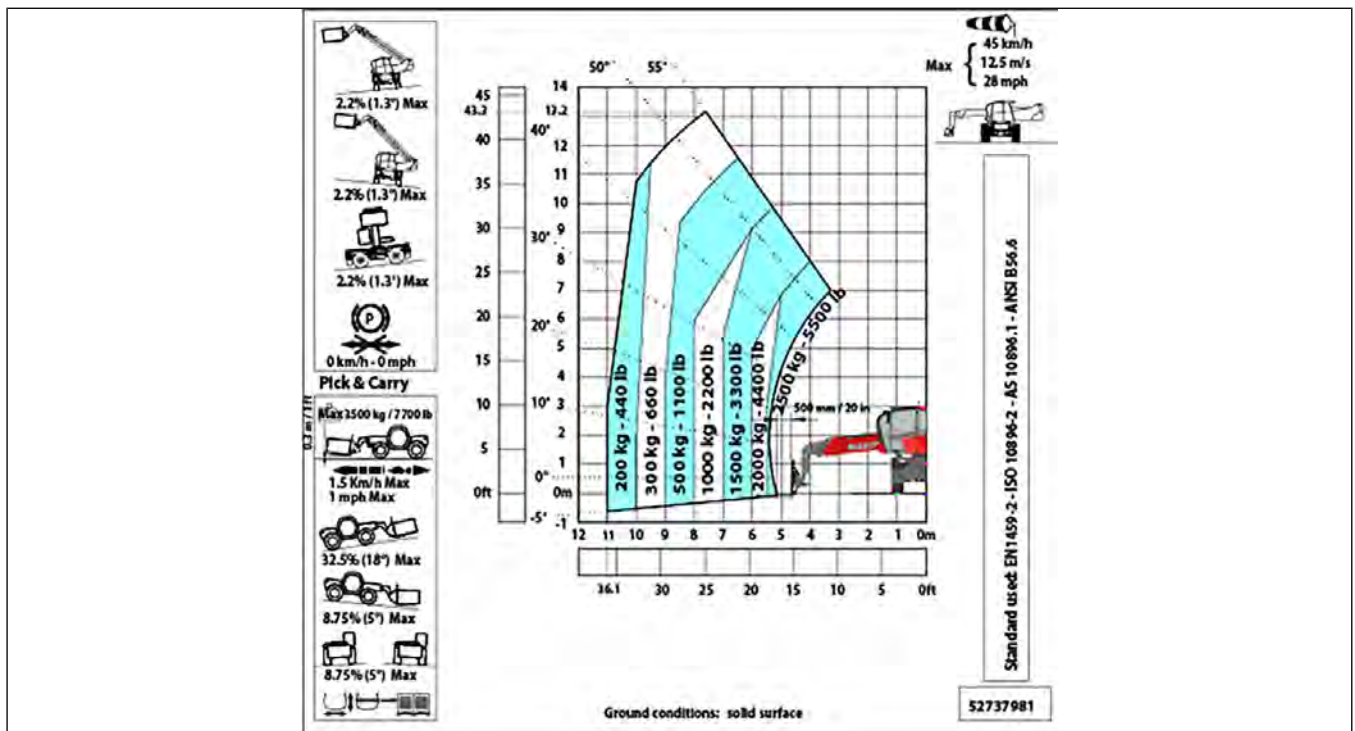 2.2% (1.3°) Max
2.2% (1.3°) Max
2.2% (1.3°) Max
P
0 km/h - 0 mph
Pick & Carry
0.3 m / 1 ft
Max 3500 kg / 7700 lb
1.5 Km/h Max
1 mph Max
32.5% (18°) Max
8.75% (5°) Max
8.75% (5°) Max
45
43.2
40
35
30
25
20
15
10
5
0ft
14
13.2
12
11
10
9
8
7
6
5
4
3
2
1
0m
-1
50°
55°
40°
30°
20°
10°
0°
-5°
200 kg - 440 lb
300 kg - 660 lb
500 kg - 1100 lb
1000 kg - 2200 lb
1500 kg - 3300 lb
2000 kg - 4400 lb
2500 kg - 5500 lb
500 mm / 20 in
12 11 10 9 8 7 6 5 4 3 2 1 0m
36.1 30 25 20 15 10 5 0ft
Ground conditions: solid surface
Max
45 km/h
12.5 m/s
28 mph
Standard used: EN1459-2 - ISO 10896-2 - AS 10896.1 - ANSI B56.6
52737981